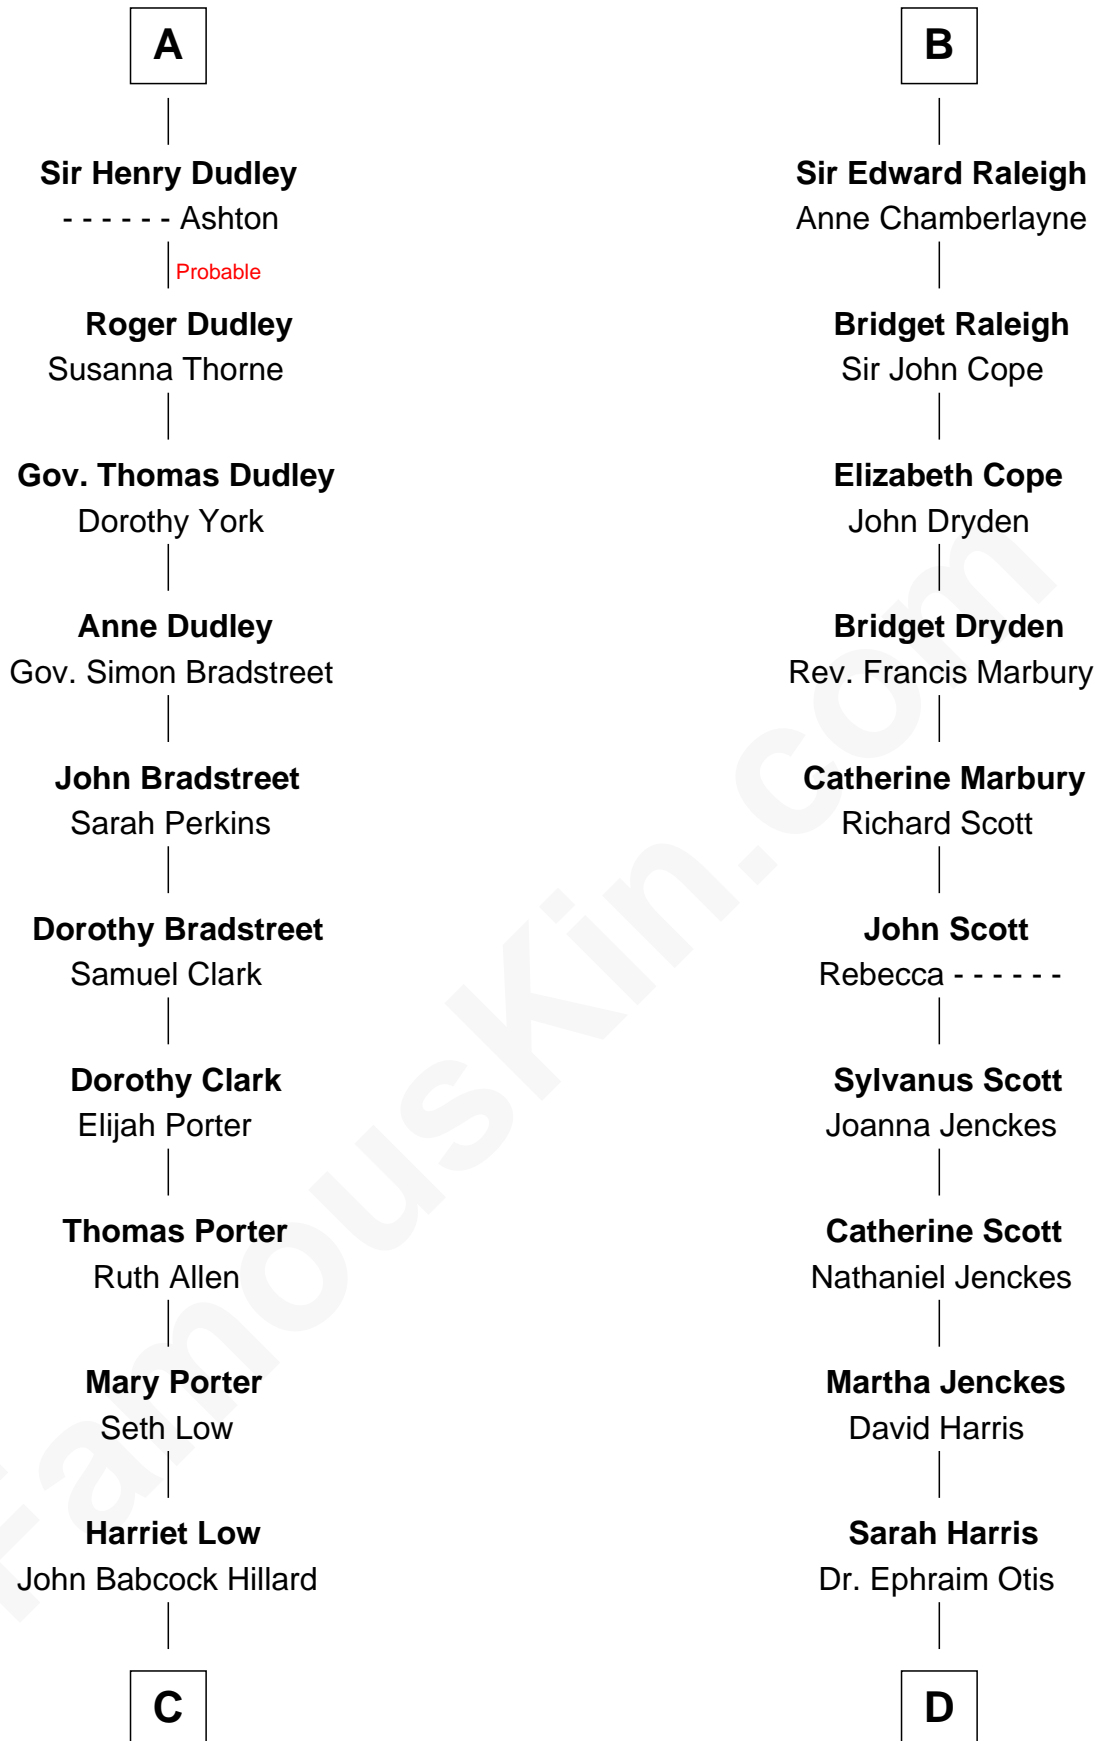 A
Sir Henry Dudley
- - - - - - Ashton
Probable
Roger Dudley
Susanna Thorne
Gov. Thomas Dudley
Dorothy York
Anne Dudley
Gov. Simon Bradstreet
John Bradstreet
Sarah Perkins
Dorothy Bradstreet
Samuel Clark
Dorothy Clark
Elijah Porter
Thomas Porter
Ruth Allen
Mary Porter
Seth Low
Harriet Low
John Babcock Hillard
C
B
Sir Edward Raleigh
Anne Chamberlayne
Bridget Raleigh
Sir John Cope
Elizabeth Cope
John Dryden
Bridget Dryden
Rev. Francis Marbury
Catherine Marbury
Richard Scott
John Scott
Rebecca - - - - - -
Sylvanus Scott
Joanna Jenckes
Catherine Scott
Nathaniel Jenckes
Martha Jenckes
David Harris
Sarah Harris
Dr. Ephraim Otis
D
FamousKin.com